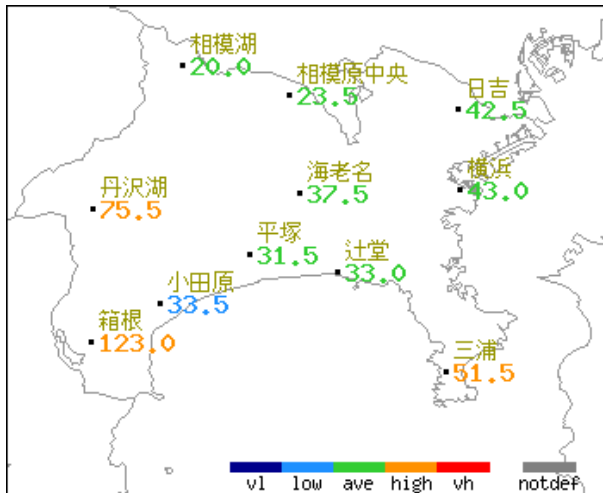 相模湖
20.0
相模原中央
23.5
日吉
42.5
海老名
37.5
横浜
43.0
丹沢湖
75.5
平塚
31.5
辻堂
33.0
小田原
33.5
箱根
123.0
三浦
51.5
vl low ave high vh notdef